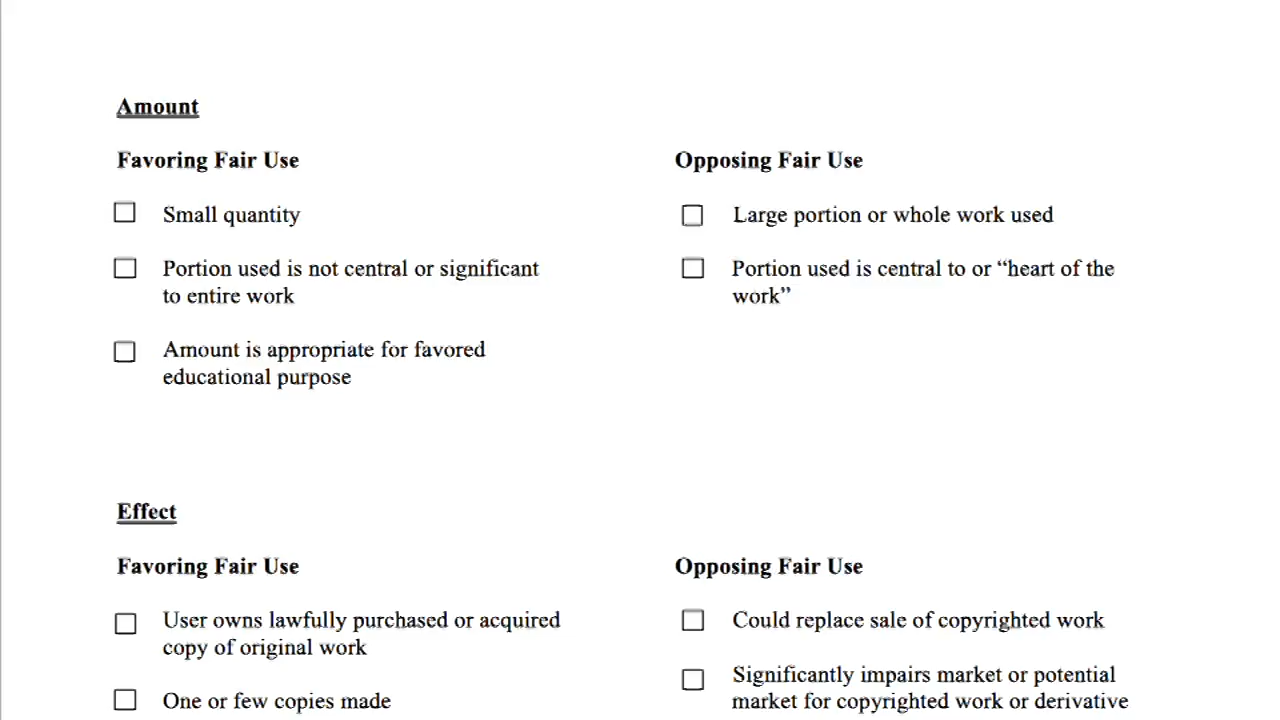 Amount
Favoring Fair Use
Small quantity
Portion used is not central or significant
to entire work
Amount is appropriate for favored
educational purpose
Opposing Fair Use
Large portion or whole work used
Portion used is central to or “heart of the
work”
Effect
Favoring Fair Use
User owns lawfully purchased or acquired
copy of original work
One or few copies made
Opposing Fair Use
Could replace sale of copyrighted work
Significantly impairs market or potential
market for copyrighted work or derivative